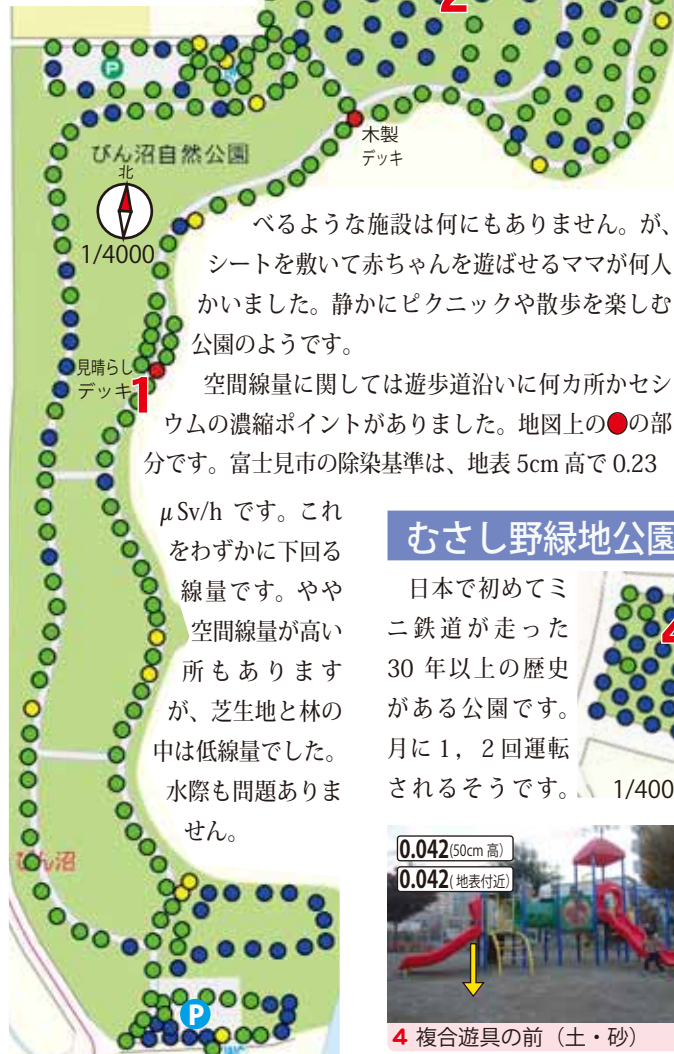 2
P
木製
デッキ
びん沼自然公園
北
1/4000
べるような施設は何にもありません。が、
シートを敷いて赤ちゃんを遊ばせるママが何人
かいました。静かにピクニックや散歩を楽しむ
公園のようです。
見晴らし
デッキ
1
空間線量に関しては遊歩道沿いに何カ所かセシ
ウムの濃縮ポイントがありました。地図上の●の部
分です。富士見市の除染基準は、地表 5cm 高で 0.23
μSv/h です。これ
をわずかに下回る
線量です。やや
空間線量が高い
所もあります
が、芝生地と林の
中は低線量でした。
水際も問題ありま
せん。
びん沼
P
むさし野緑地公園
日本で初めてミ
ニ鉄道が走った
30 年以上の歴史
がある公園です。
月に 1，2 回運転
されるそうです。
4
1/400
0.042(50cm 高)
0.042(地表付近)
4 複合遊具の前（土・砂）